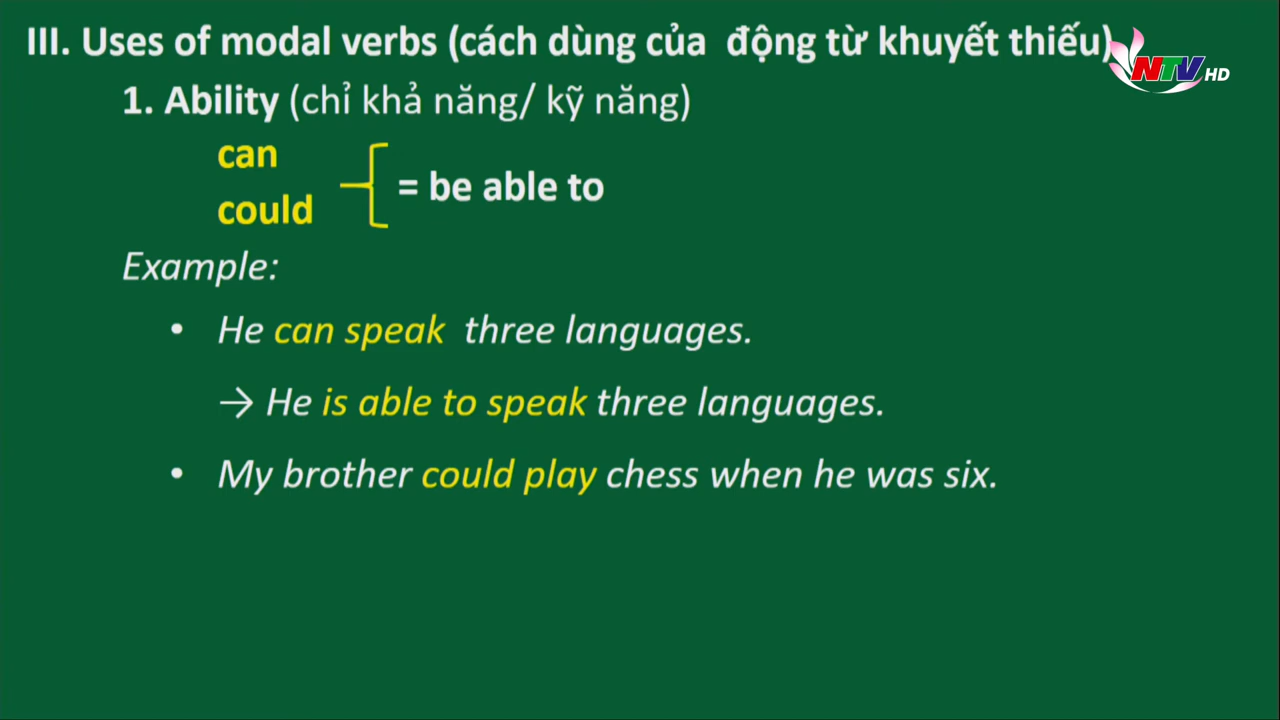 III. Uses of modal verbs (cách dùng của động từ khuyết thiếu)
NTV HD
1. Ability (chỉ khả năng/ kỹ năng)
can
could
= be able to
Example:
• He can speak three languages.
→ He is able to speak three languages.
• My brother could play chess when he was six.